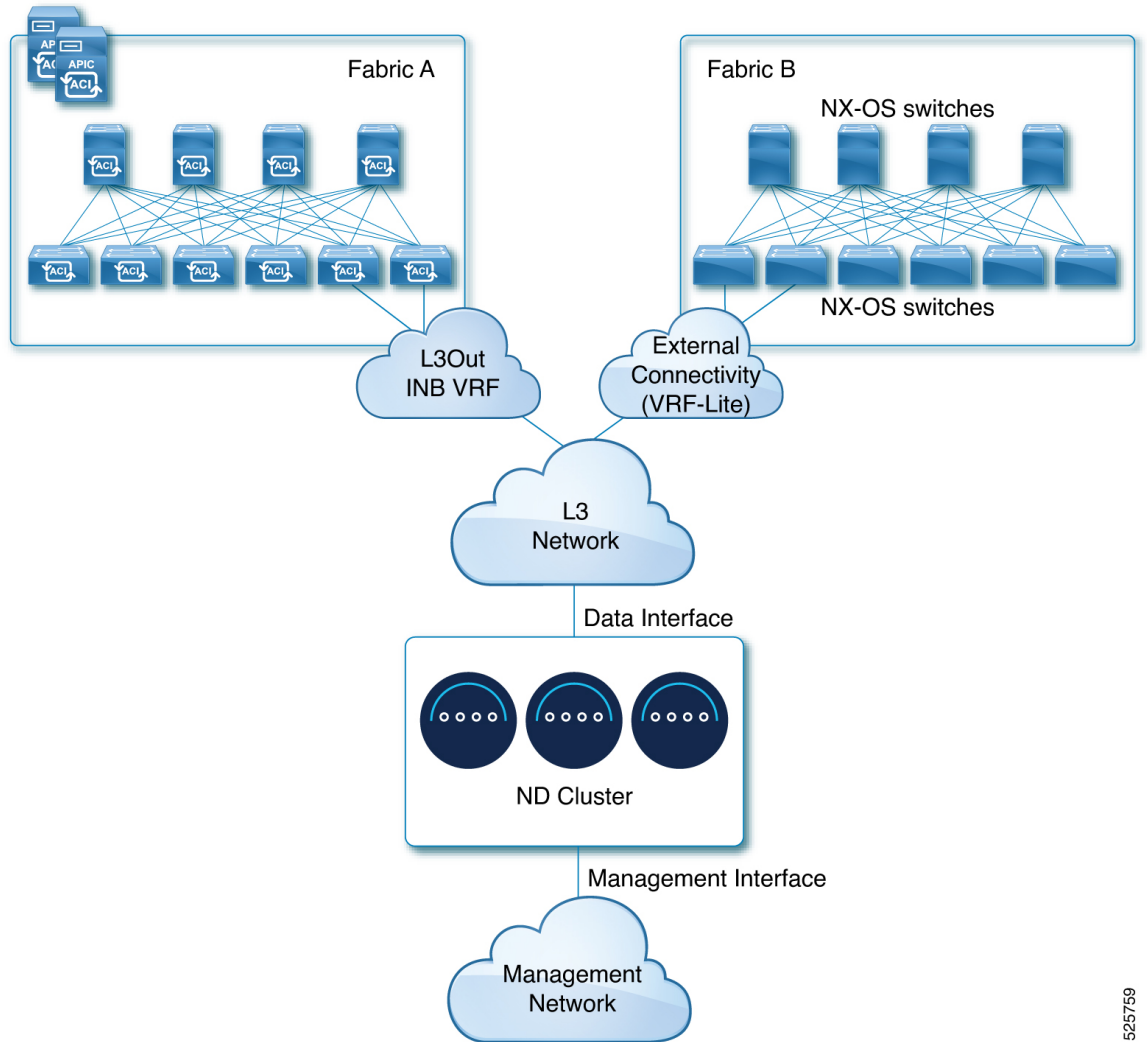 AP
AC
APIC
ACI
Fabric A
ACI
ACI
ACI
ACI
ACI
ACI
ACI
ACI
ACI
ACI
Fabric B
NX-OS switches
NX-OS switches
L3Out
INB VRF
External
Connectivity
(VRF-Lite)
L3
Network
Data Interface
ND Cluster
Management Interface
Management
Network
525759